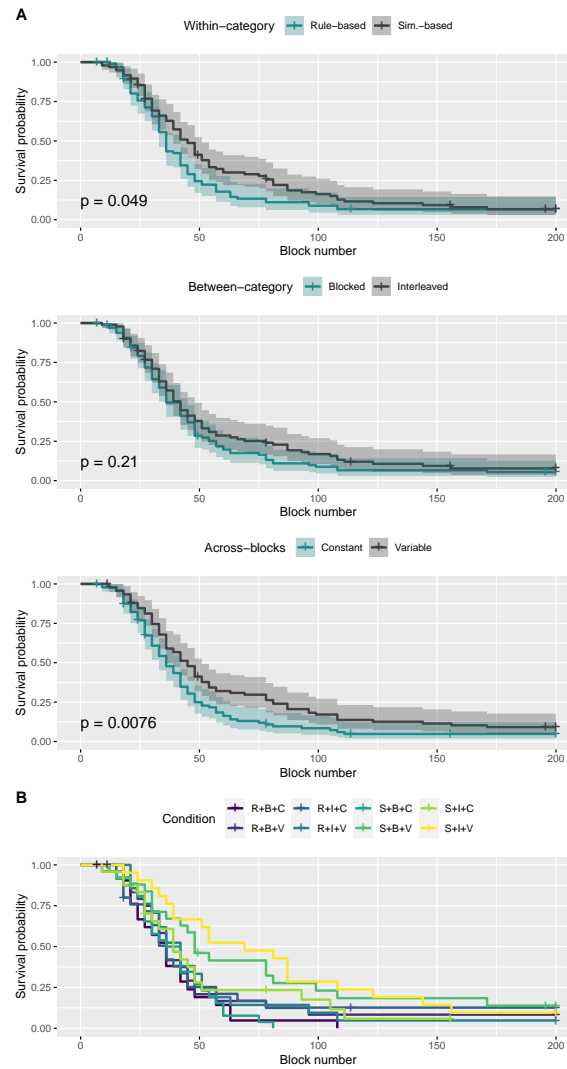 A
Within−category Rule−based Sim.−based
1.00
0.75
0.50
0.25
0.00
Survival probability
p = 0.049
0 50 100 150 200
Block number
Between−category Blocked Interleaved
1.00
0.75
0.50
0.25
0.00
Survival probability
p = 0.21
0 50 100 150 200
Block number
Across−blocks Constant Variable
1.00
0.75
0.50
0.25
0.00
Survival probability
p = 0.0076
0 50 100 150 200
Block number
B
Condition
R+B+C R+I+C S+B+C S+I+C
R+B+V R+I+V S+B+V S+I+V
1.00
0.75
0.50
0.25
0.00
Survival probability
0 50 100 150 200
Block number